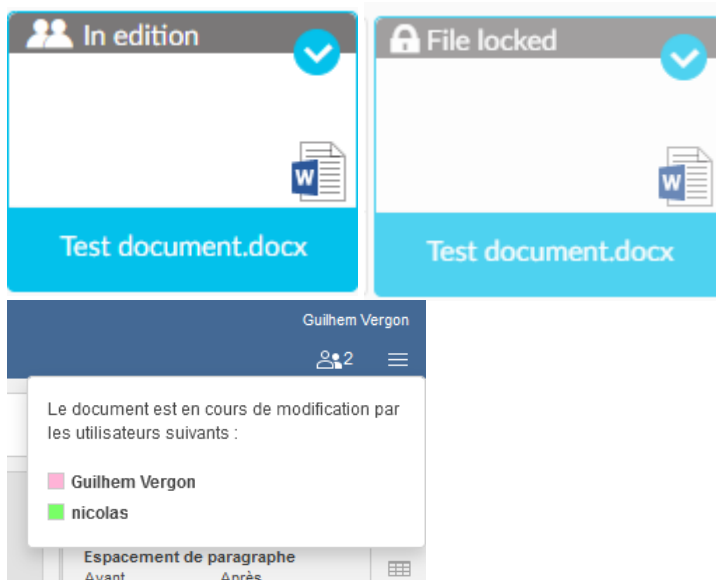 In edition
W
Test document.docx
File locked
W
Test document.docx
Guilhem Vergon
2
Le document est en cours de modification par
les utilisateurs suivants :
Guilhem Vergon
nicolas
Espacement de paragraphe
Avant Après